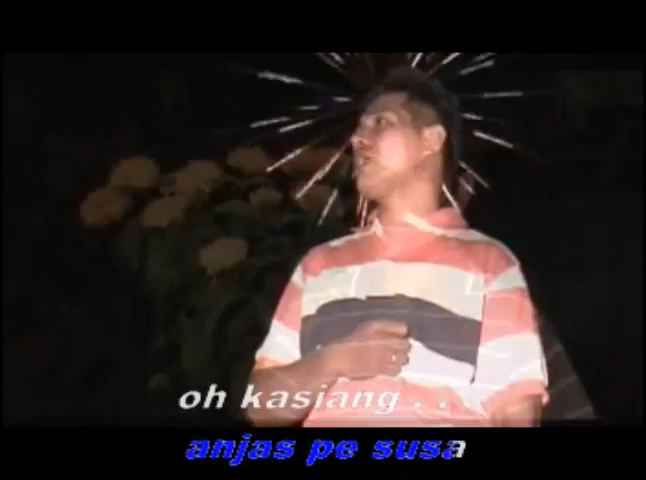 oh kasiang . .
anjas pe susa